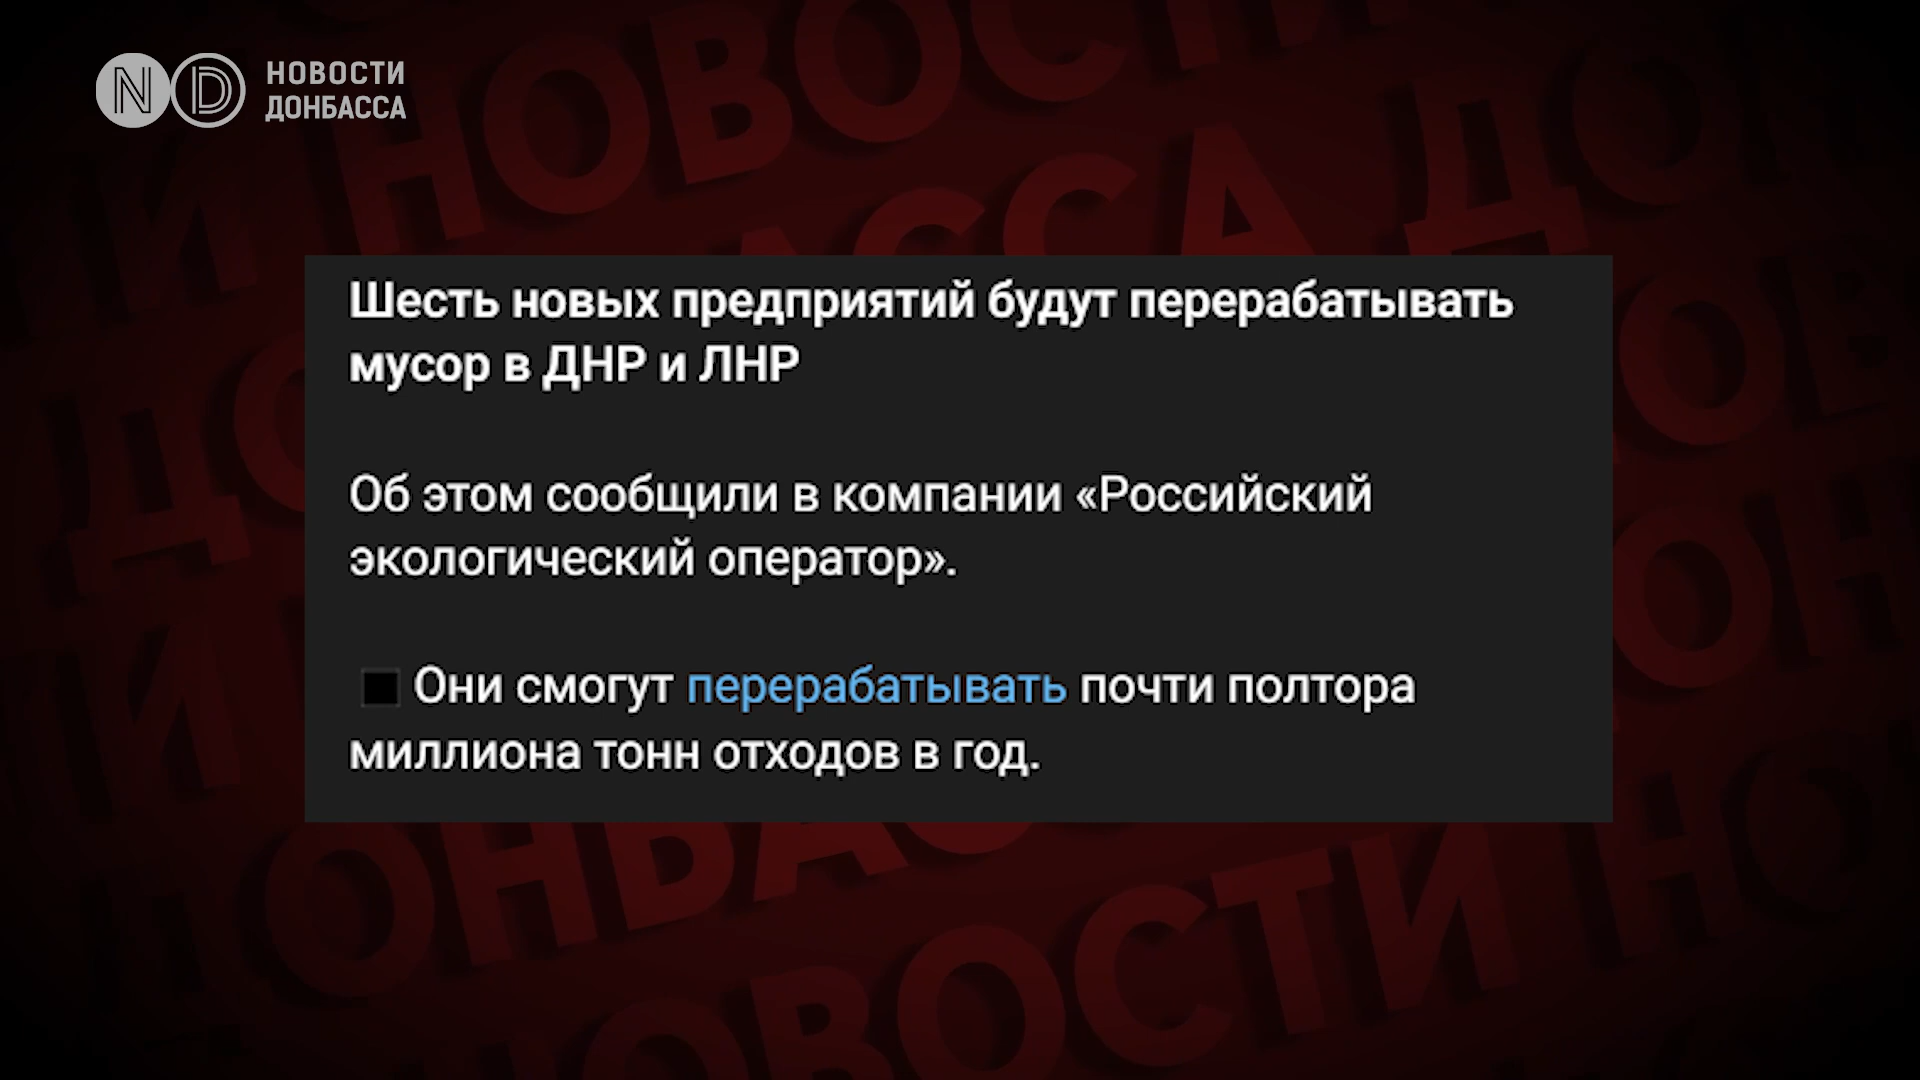 НОВОСТИ
ДОНБАССА
Шесть новых предприятий будут перерабатывать
мусор в ДНР и ЛНР
Об этом сообщили в компании «Российский
экологический оператор».
Они смогут перерабатывать почти полтора
миллиона тонн отходов в год.